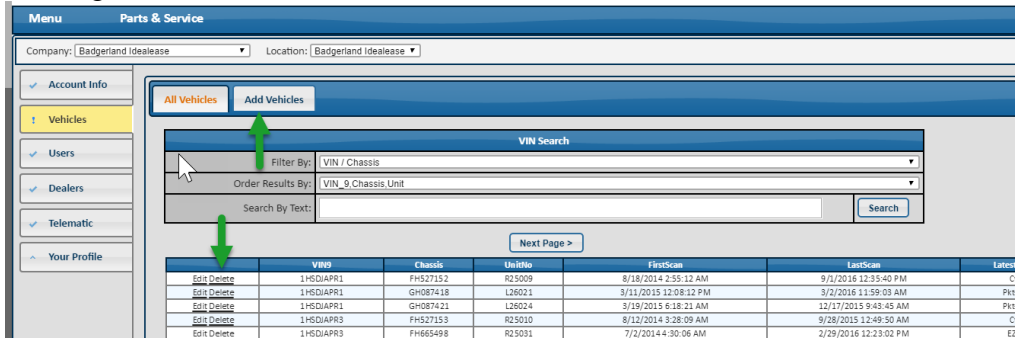 Menu Parts & Service
Company: Badgerland Idealease Location: Badgerland Idealease
Account Info
Vehicles
Users
Dealers
Telematic
Your Profile
All Vehicles Add Vehicles
VIN Search
Filter By: VIN / Chassis
Order Results By: VIN_9,Chassis,Unit
Search By Text: Search
Next Page >
VIN9 Chassis UnitNo FirstScan LastScan Latest
Edit Delete 1HSDJAPR1 FH527152 R25009 8/18/2014 2:55:12 AM 9/1/2016 12:35:40 PM
Edit Delete 1HSDJAPR1 GH087418 L26021 3/11/2015 12:08:12 PM 3/2/2016 11:59:03 AM Pkt
Edit Delete 1HSDJAPR1 GH087421 L26024 3/19/2015 6:18:21 AM 12/17/2015 9:43:45 AM Pkt
Edit Delete 1HSDJAPR3 FH527153 R25010 8/12/2014 3:28:09 AM 9/28/2015 12:49:50 AM
Edit Delete 1HSDJAPR3 FH665498 R25031 7/2/2014 4:30:06 AM 2/29/2016 12:23:02 PM EZ